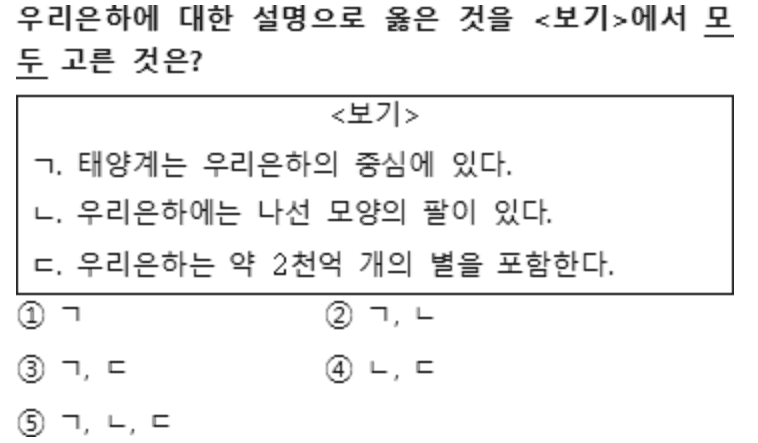 우리은하에 대한 설명으로 옳은 것을 <보기>에서 모
두 고른 것은?
<보기>
ㄱ. 태양계는 우리은하의 중심에 있다.
ㄴ. 우리은하에는 나선 모양의 팔이 있다.
ㄷ. 우리은하는 약 2천억 개의 별을 포함한다.
① ㄱ ② ㄱ, ㄴ
③ ㄱ, ㄷ ④ ㄴ, ㄷ
⑤ ㄱ, ㄴ, ㄷ